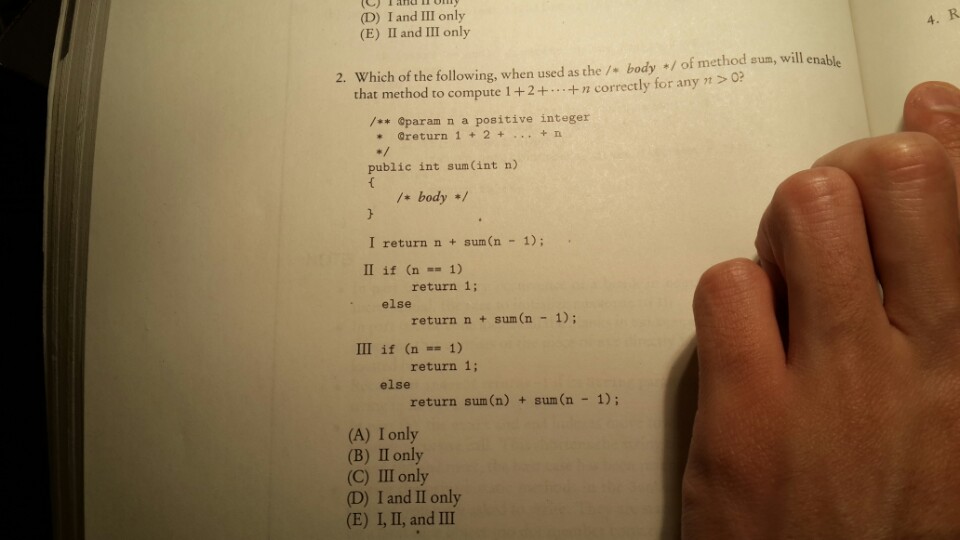 (C) I and II only
(D) I and III only
(E) II and III only
4. R
2. Which of the following, when used as the /* body */ of method sum, will enable
that method to compute 1+2+···+n correctly for any n > 0?
/** @param n a positive integer
* @return 1 + 2 + ... + n
*/
public int sum(int n)
{
/* body */
}
I return n + sum(n - 1);
II if (n == 1)
return 1;
else
return n + sum(n - 1);
III if (n == 1)
return 1;
else
return sum(n) + sum(n - 1);
(A) I only
(B) II only
(C) III only
(D) I and II only
(E) I, II, and III